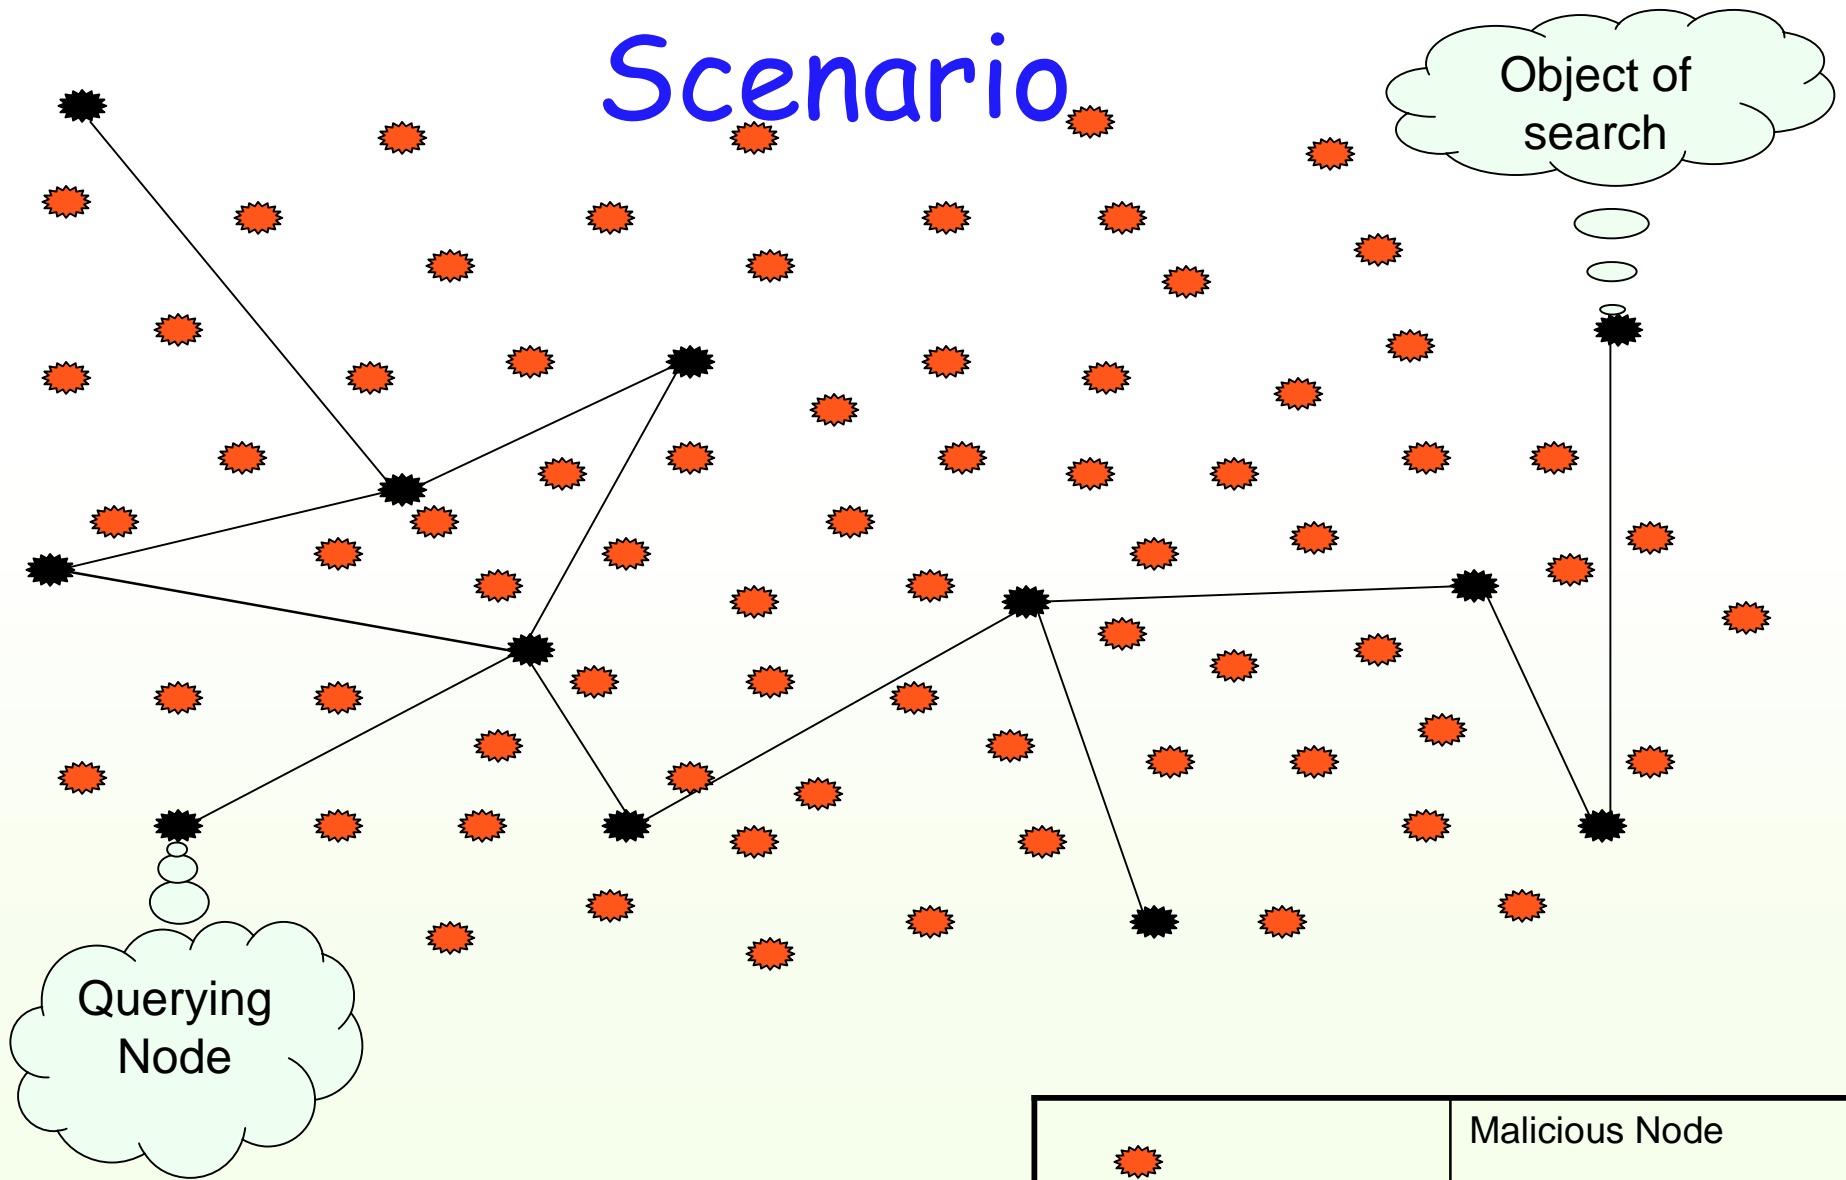 Scenario
Object of
search
Querying
Node
Malicious Node